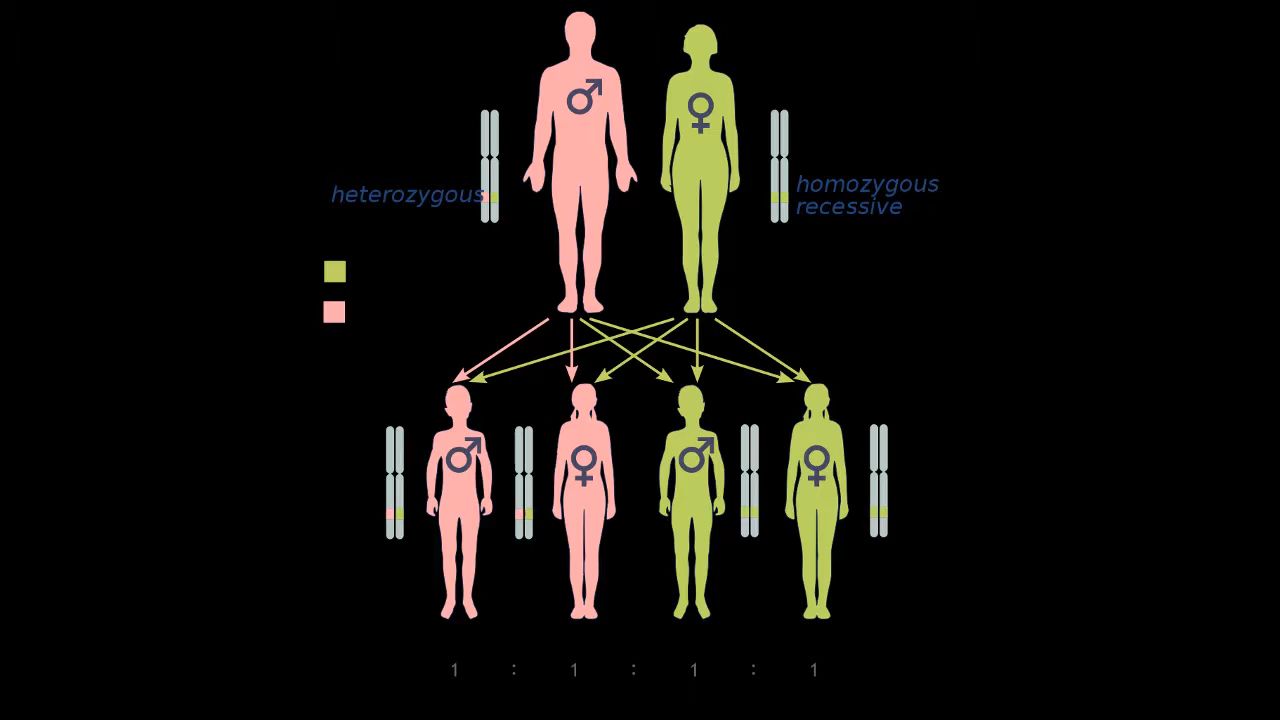 heterozygous
homozygous
recessive
1 : 1 : 1 : 1